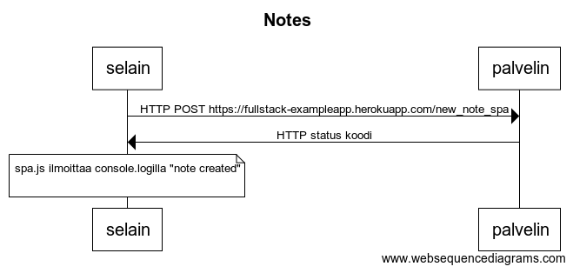 Notes
selain
palvelin
HTTP POST https://fullstack-exampleapp.herokuapp.com/new_note_spa
HTTP status koodi
spa.js ilmoittaa console.logilla "note created"
selain
palvelin
www.websequencediagrams.com